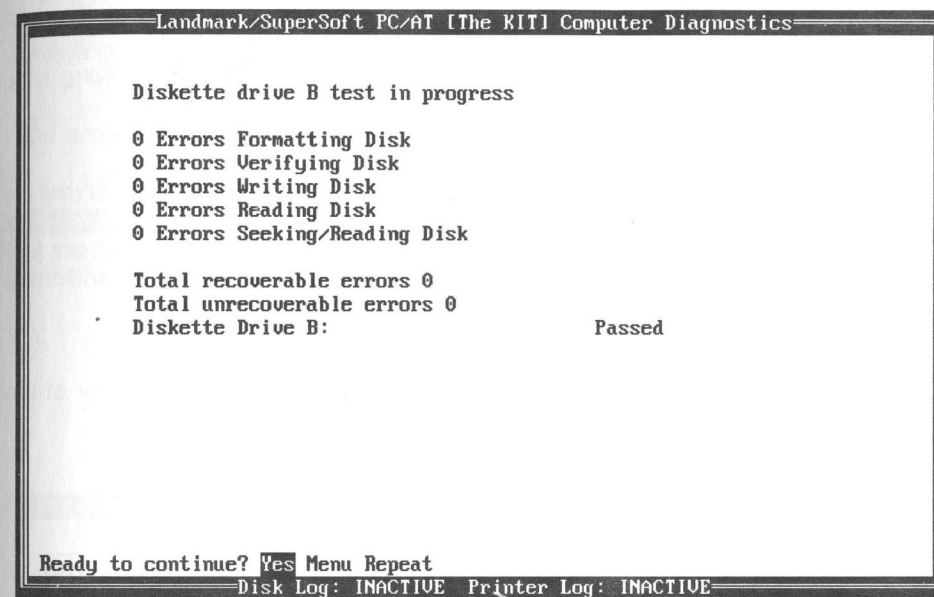 Landmark/SuperSoft PC/AT [The KIT] Computer Diagnostics
Diskette drive B test in progress
0 Errors Formatting Disk
0 Errors Verifying Disk
0 Errors Writing Disk
0 Errors Reading Disk
0 Errors Seeking/Reading Disk
Total recoverable errors 0
Total unrecoverable errors 0
Diskette Drive B: Passed
Ready to continue? Yes Menu Repeat
Disk Log: INACTIVE Printer Log: INACTIVE